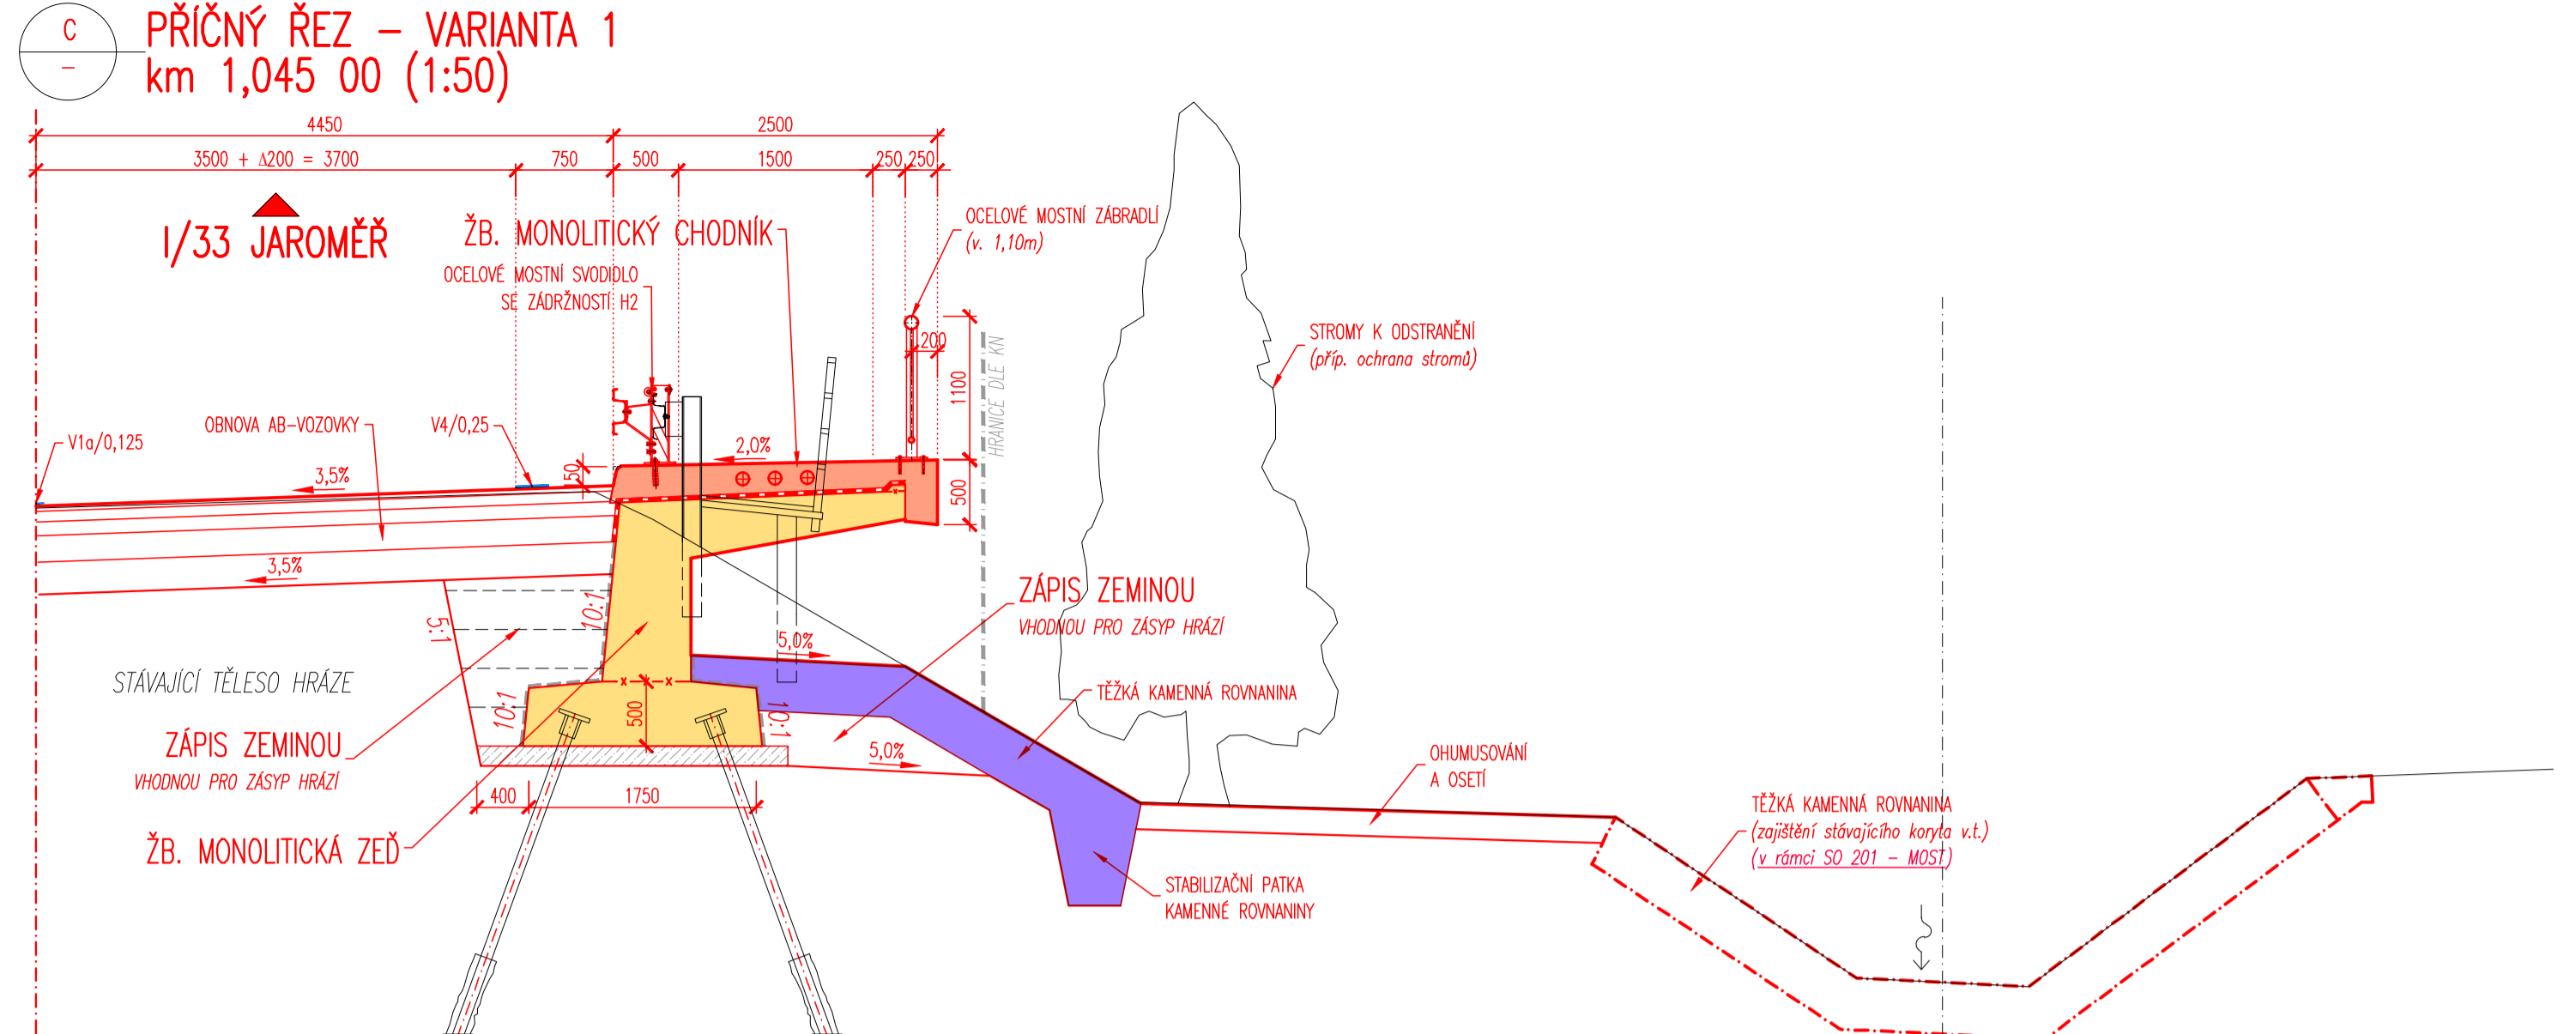 C
–
PŘÍČNÝ ŘEZ – VARIANTA 1
km 1,045 00 (1:50)
4450
2500
3500 + Δ200 = 3700
750
500
1500
250
250
I/33 JAROMĚŘ
ŽB. MONOLITICKÝ CHODNÍK
OCELOVÉ MOSTNÍ SVODIDLO
SE ZÁDRŽNOSTÍ H2
OCELOVÉ MOSTNÍ ZÁBRADLÍ
(v. 1,10m)
200
1100
500
HRANICE DLE KN
STROMY K ODSTRANĚNÍ
(příp. ochrana stromů)
V1a/0,125
OBNOVA AB–VOZOVKY
V4/0,25
150
2,0%
3,5%
3,5%
5:1
10:1
STÁVAJÍCÍ TĚLESO HRÁZE
10:1
10:1
500
5,0%
ZÁPIS ZEMINOU
VHODNOU PRO ZÁSYP HRÁZÍ
TĚŽKÁ KAMENNÁ ROVNANINA
ZÁPIS ZEMINOU
VHODNOU PRO ZÁSYP HRÁZÍ
5,0%
400
1750
ŽB. MONOLITICKÁ ZEĎ
OHUMUSOVÁNÍ
A OSETÍ
STABILIZAČNÍ PATKA
KAMENNÉ ROVNANINY
TĚŽKÁ KAMENNÁ ROVNANINA
(zajištění stávajícího koryta v.t.)
(v rámci SO 201 – MOST)